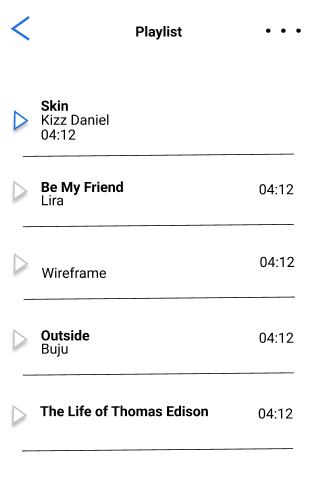 Playlist
Skin
Kizz Daniel
04:12
Be My Friend 04:12
Lira
04:12
Wireframe
Outside 04:12
Buju
The Life of Thomas Edison 04:12